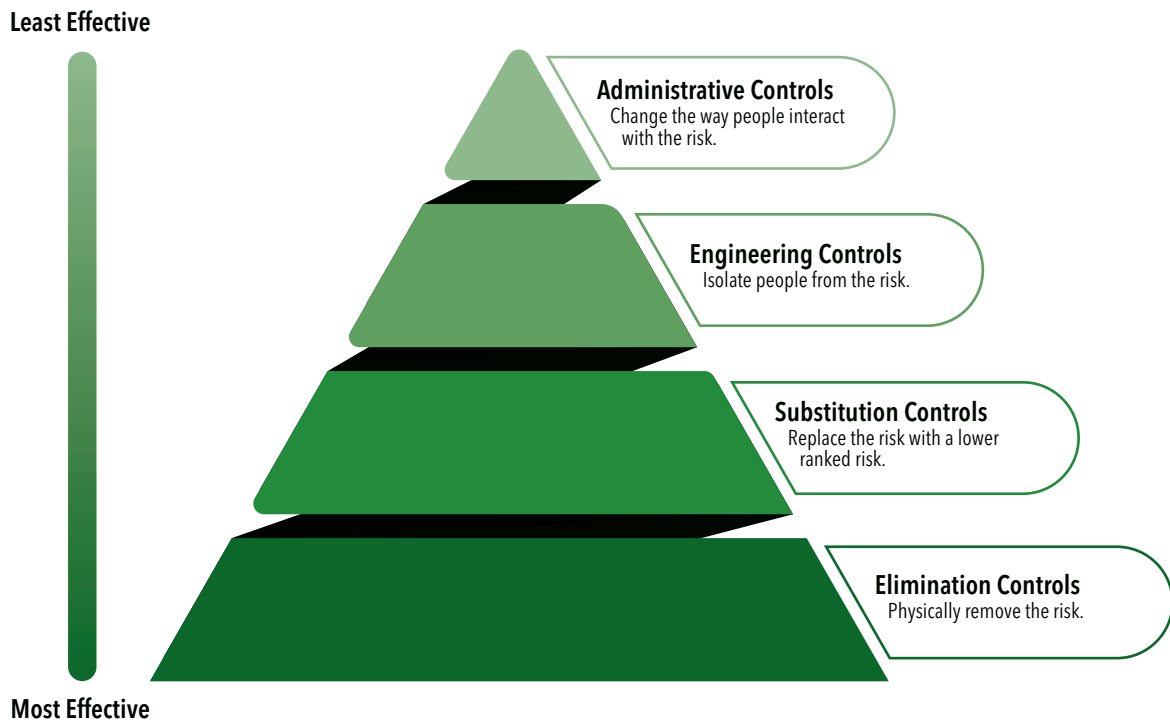 Least Effective
Administrative Controls
Change the way people interact
with the risk.
Engineering Controls
Isolate people from the risk.
Substitution Controls
Replace the risk with a lower
ranked risk.
Elimination Controls
Physically remove the risk.
Most Effective